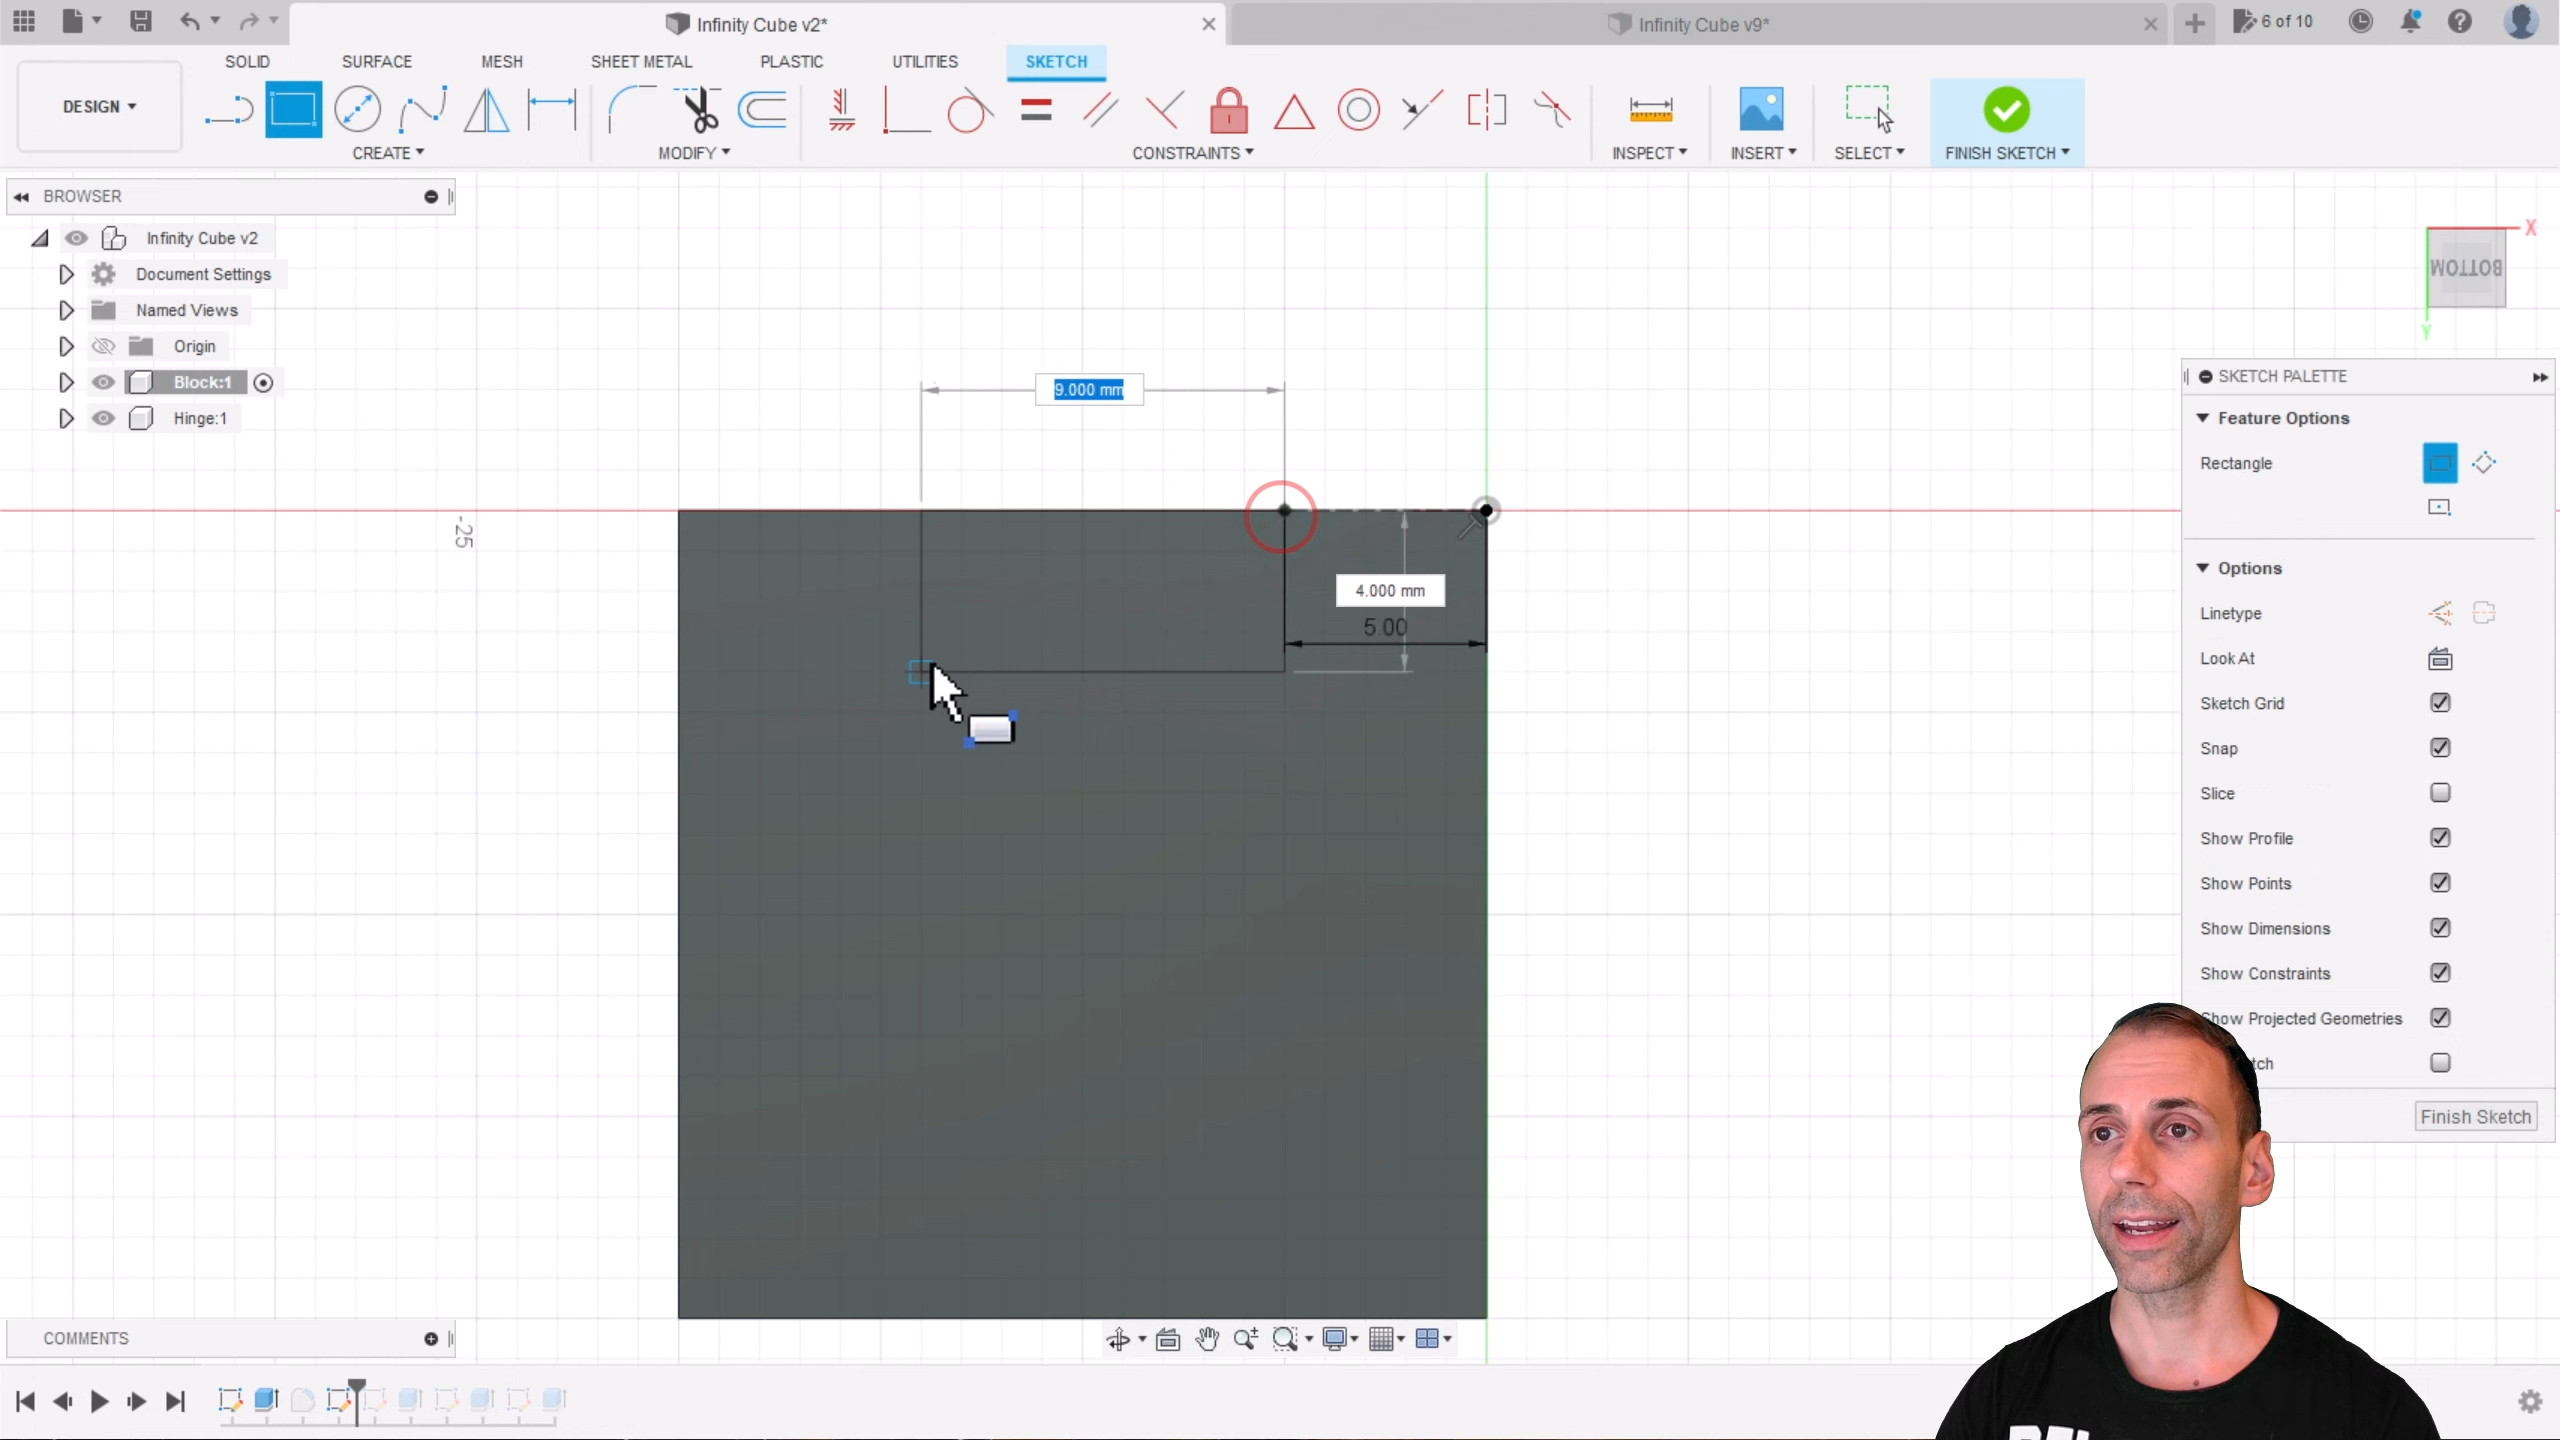 Infinity Cube v2*
Infinity Cube v9*
6 of 10
SOLID
SURFACE
MESH
SHEET METAL
PLASTIC
UTILITIES
SKETCH
DESIGN
CREATE
MODIFY
CONSTRAINTS
INSPECT
INSERT
SELECT
FINISH SKETCH
BROWSER
Infinity Cube v2
Document Settings
Named Views
Origin
Block:1
Hinge:1
X
BOTTOM
Y
SKETCH PALETTE
Feature Options
Rectangle
Options
Linetype
Look At
Sketch Grid
Snap
Slice
Show Profile
Show Points
Show Dimensions
Show Constraints
Show Projected Geometries
Finish Sketch
9.000 mm
-25
4.000 mm
5.00
COMMENTS